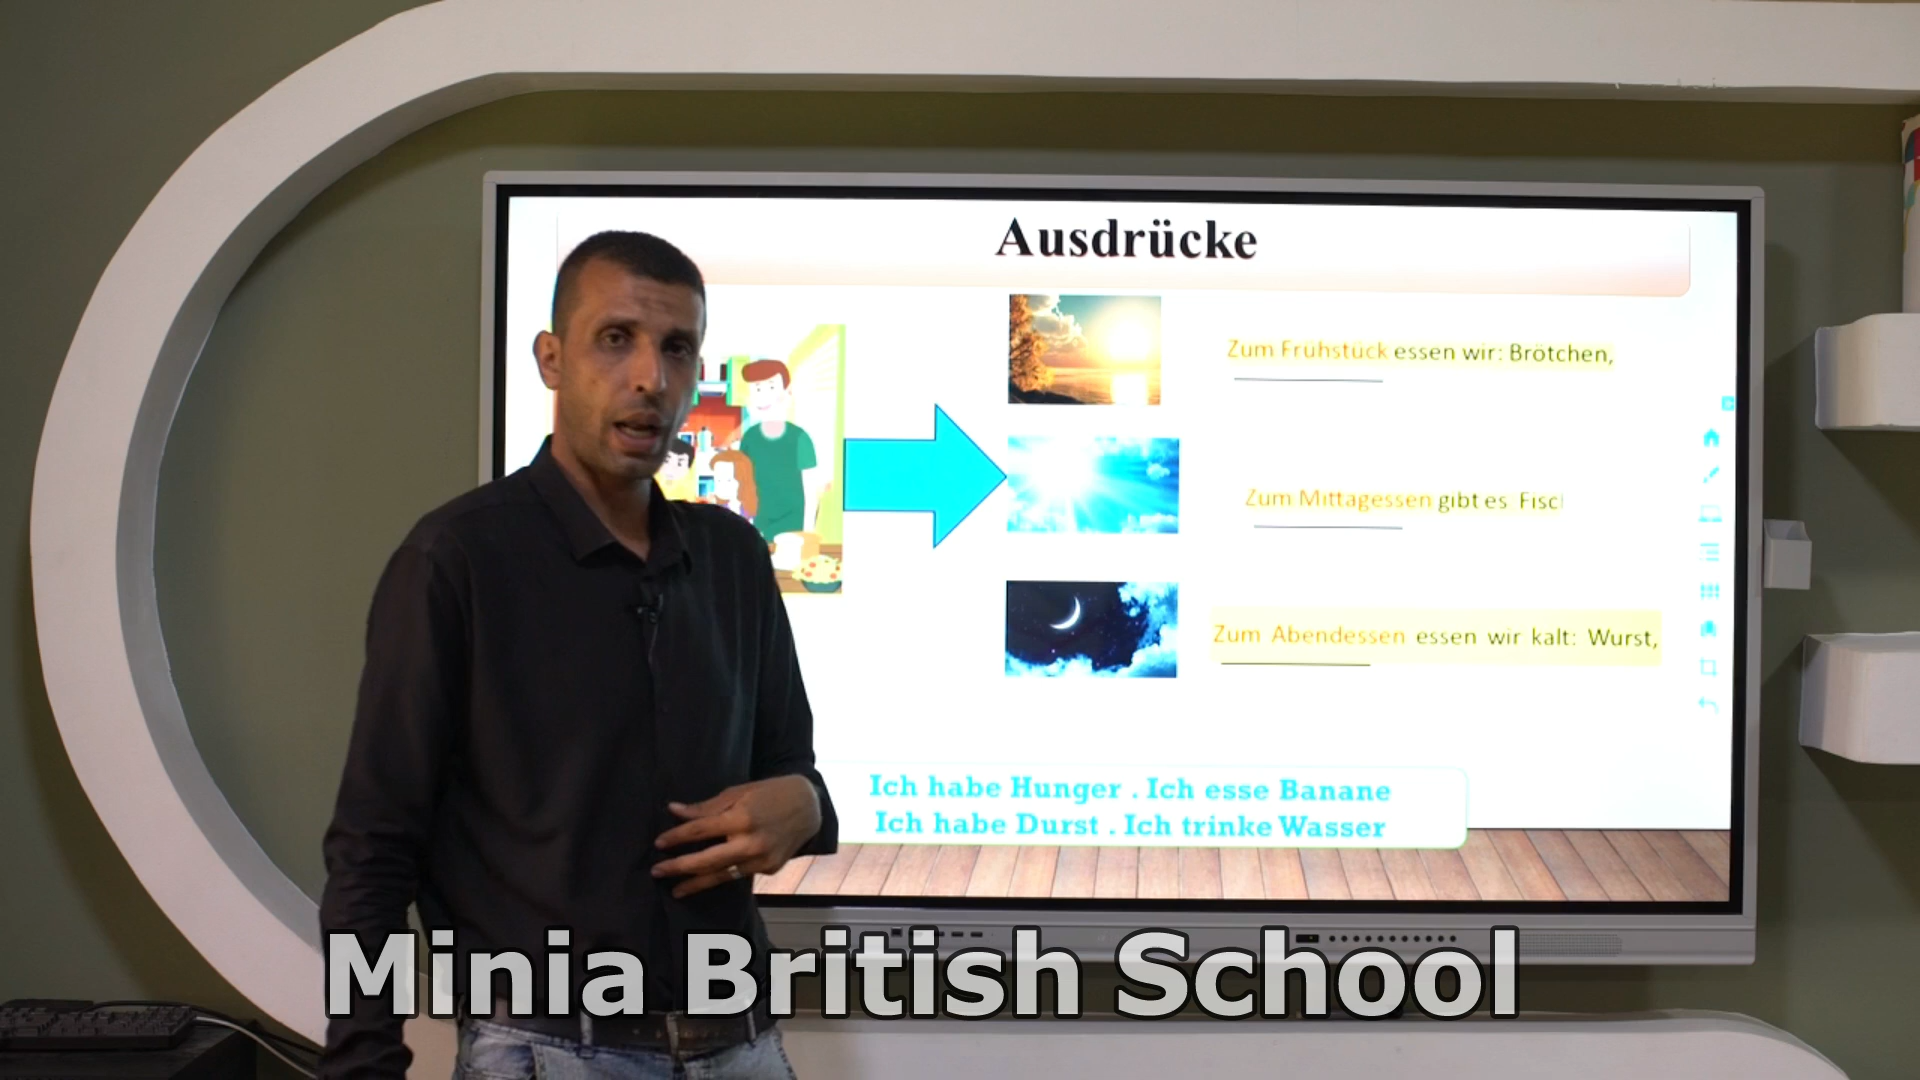 Ausdrücke
Zum Frühstück essen wir: Brötchen,
Zum Mittagessen gibt es Fisc
Zum Abendessen essen wir kalt: Wurst,
Ich habe Hunger . Ich esse Banane
Ich habe Durst . Ich trinke Wasser
Minia British School